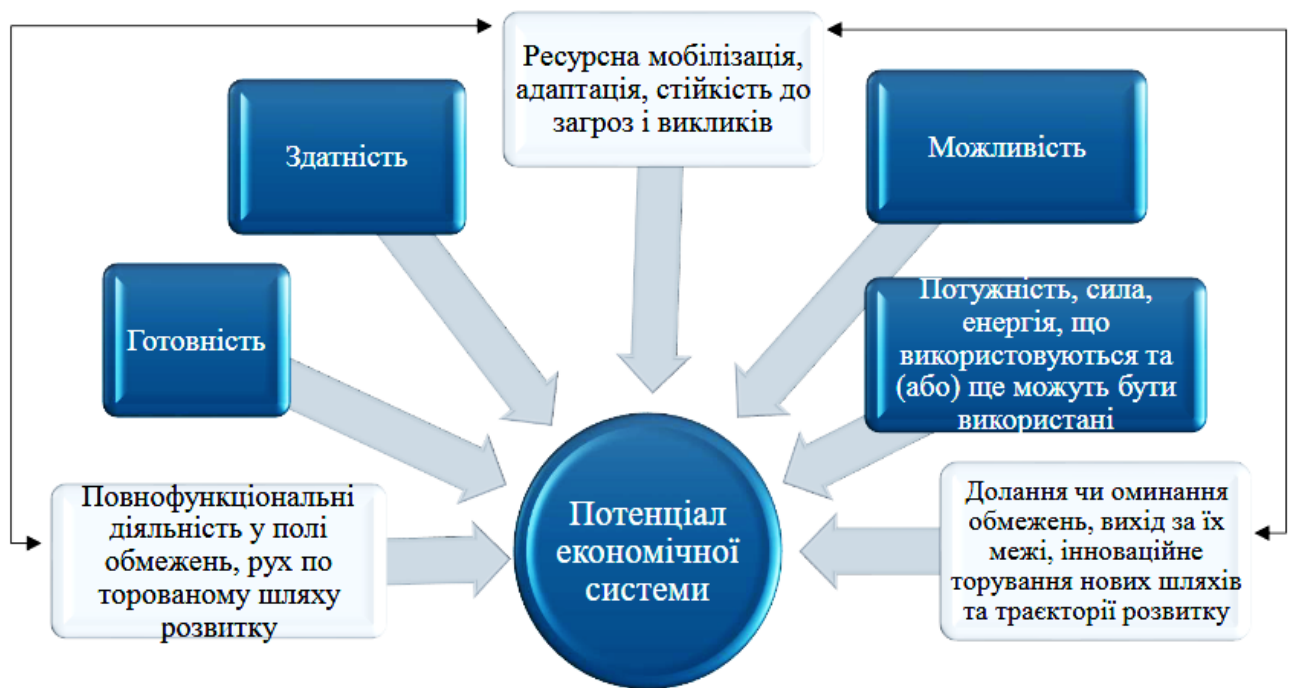 Ресурсна мобілізація,
адаптація, стійкість до
загроз і викликів
Здатність
Можливість
Готовність
Потужність, сила,
енергія, що
використовуються та
(або) ще можуть бути
використані
Повнофункціональні
діяльність у полі
обмежень, рух по
торованому шляху
розвитку
Потенціал
економічної
системи
Долання чи оминання
обмежень, вихід за їх
межі, інноваційне
торування нових шляхів
та траєкторії розвитку